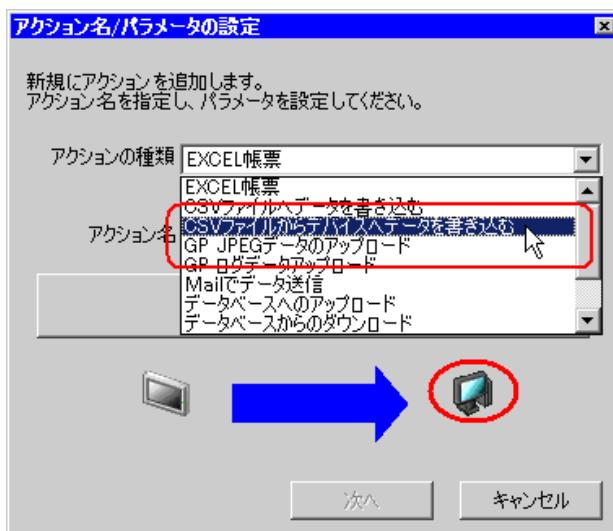 アクション名/パラメータの設定
新規にアクションを追加します。
アクション名を指定し、パラメータを設定してください。
アクションの種類 EXCEL帳票
EXCEL帳票
CSVファイルへデータを書き込む
アクション名
CSVファイルからデバイスへデータを書き込む
GP JPEGデータのアップロード
GP ログデータアップロード
Mailでデータ送信
データベースへのアップロード
データベースからのダウンロード
次へ
キャンセル